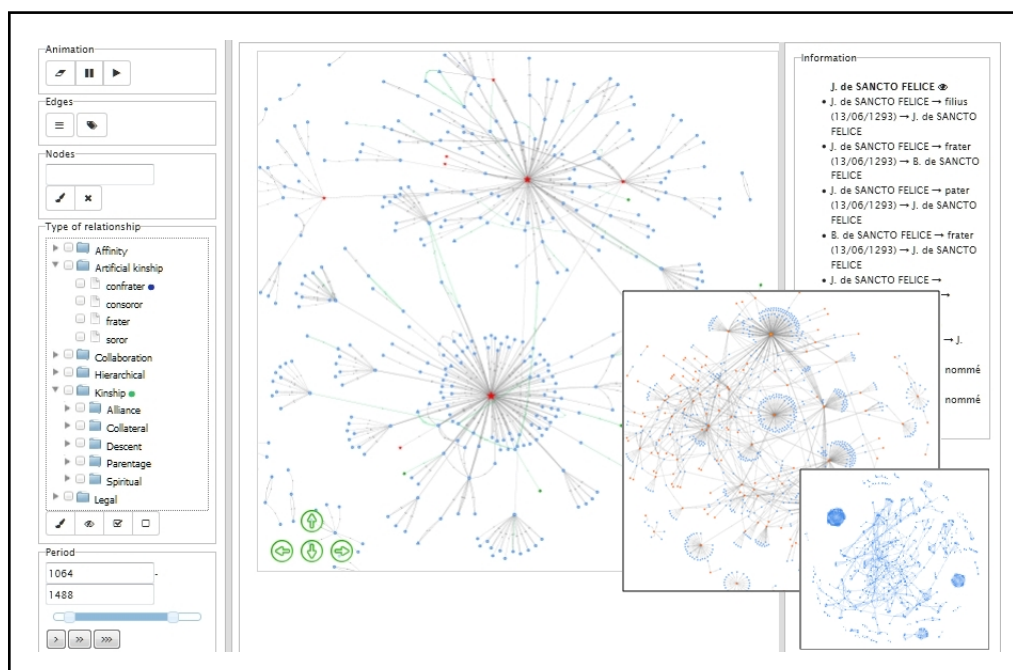 Animation
Edges
Nodes
Type of relationship
Affinity
Artificial kinship
confrater
consoror
frater
soror
Collaboration
Hierarchical
Kinship
Alliance
Collateral
Descent
Parentage
Spiritual
Legal
Period
1064 -
1488
> >> >>>
Information
J. de SANCTO FELICE
• J. de SANCTO FELICE → filius
(13/06/1293) → J. de SANCTO
FELICE
• J. de SANCTO FELICE → frater
(13/06/1293) → B. de SANCTO
FELICE
• J. de SANCTO FELICE → pater
(13/06/1293) → J. de SANCTO
FELICE
• B. de SANCTO FELICE → frater
(13/06/1293) → J. de SANCTO
FELICE
• J. de SANCTO FELICE →
→
→ J.
nommé
nommé